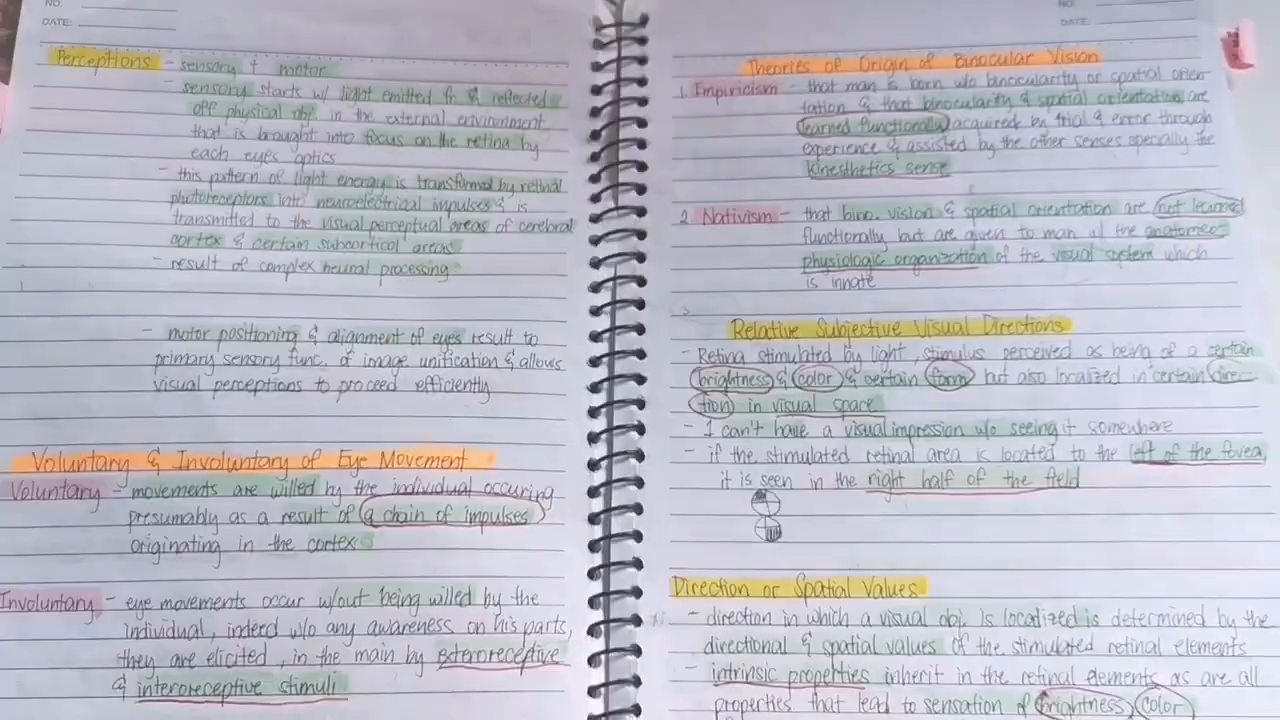 NO:
DATE:
Perceptions - sensory + motor
- sensory starts w/ light emitted fr & reflected
off physical obj. in the external environment
that is brought into focus on the retina by
each eyes optics
- this pattern of light energy is transformed by retinal
photoreceptors into neuroelectrical impulses & is
transmitted to the visual perceptual areas of cerebral
cortex & certain subcortical areas
- result of complex neural processing
- motor positioning & alignment of eyes result to
primary sensory func. of image unification & allows
visual perceptions to proceed efficiently
Voluntary & Involuntary of Eye Movement
Voluntary - movements are willed by the individual occuring
presumably as a result of a chain of impulses
originating in the cortex
Involuntary - eye movements occur w/out being willed by the
individual, indeed w/o any awareness on his parts,
they are elicited, in the main by exteroreceptive
& interoreceptive stimuli
NO:
DATE:
Theories of Origin of Binocular Vision
1 Empiricism - that man is born w/o binocularity or spatial orien-
tation & that binocularity & spatial orientation are
learned functionally acquired by trial & error through
experience & assisted by the other senses specially the
kinesthetics sense
2 Nativism - that bino. vision & spatial orientation are not learned
functionally but are given to man w/ the anatomico
physiologic organization of the visual system which
is innate
Relative Subjective Visual Directions
- Retina stimulated by light, stimulus perceived as being of a certain
brightness & color & certain form but also localized in certain direc-
tion in visual space
- I can't have a visual impression w/o seeing it somewhere
- if the stimulated retinal area is located to the left of the fovea,
it is seen in the right half of the field
Direction or Spatial Values
- direction in which a visual obj. is localized is determined by the
directional & spatial values of the stimulated retinal elements
- intrinsic properties inherit in the retinal elements as are all
properties that lead to sensation of brightness, color